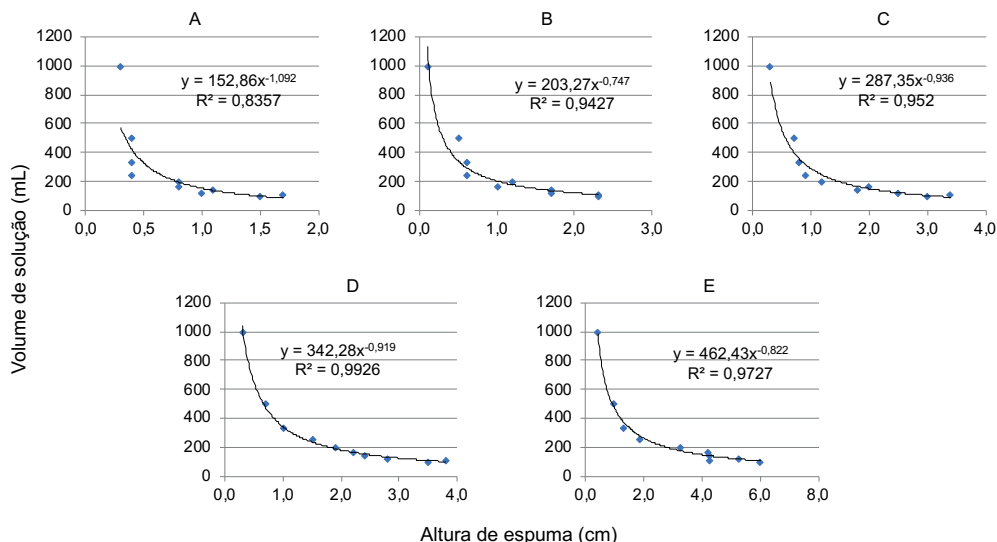 A
1200
1000
800
600
400
200
0
0,0 0,5 1,0 1,5 2,0
y = 152,86x-1,092
R² = 0,8357
B
1200
1000
800
600
400
200
0
0,0 1,0 2,0 3,0
y = 203,27x-0,747
R² = 0,9427
C
1200
1000
800
600
400
200
0
0,0 1,0 2,0 3,0 4,0
y = 287,35x-0,936
R² = 0,952
Volume de solução (mL)
D
1200
1000
800
600
400
200
0
0,0 1,0 2,0 3,0 4,0
y = 342,28x-0,919
R² = 0,9926
E
1200
1000
800
600
400
200
0
0,0 2,0 4,0 6,0 8,0
y = 462,43x-0,822
R² = 0,9727
Altura de espuma (cm)